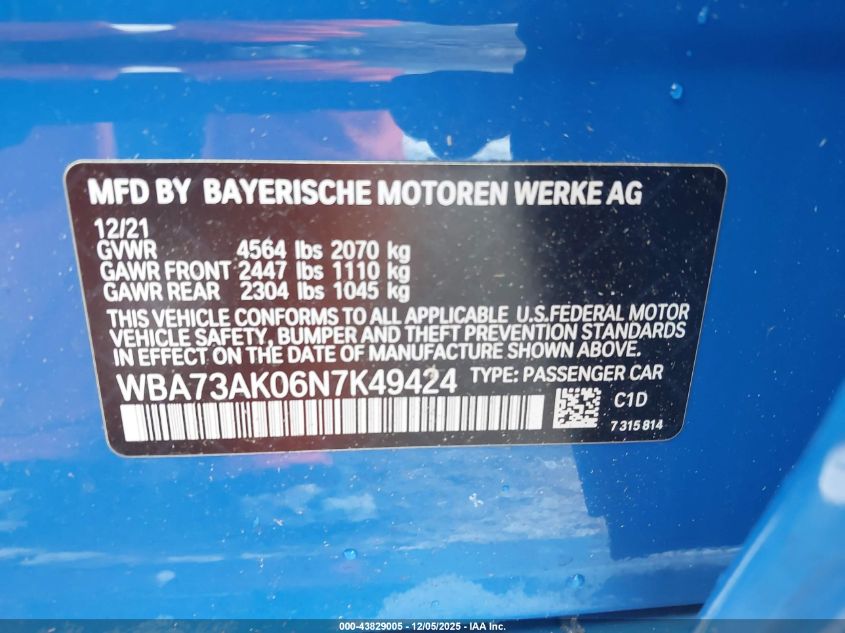 MFD BY BAYERISCHE MOTOREN WERKE AG
12/21
GVWR 4564 lbs 2070 kg
GAWR FRONT 2447 lbs 1110 kg
GAWR REAR 2304 lbs 1045 kg
THIS VEHICLE CONFORMS TO ALL APPLICABLE U.S.FEDERAL MOTOR
VEHICLE SAFETY, BUMPER AND THEFT PREVENTION STANDARDS
IN EFFECT ON THE DATE OF MANUFACTURE SHOWN ABOVE.
WBA73AK06N7K49424 TYPE: PASSENGER CAR
C1D
7 315 814
000-43829005 - 12/05/2025 - IAA Inc.